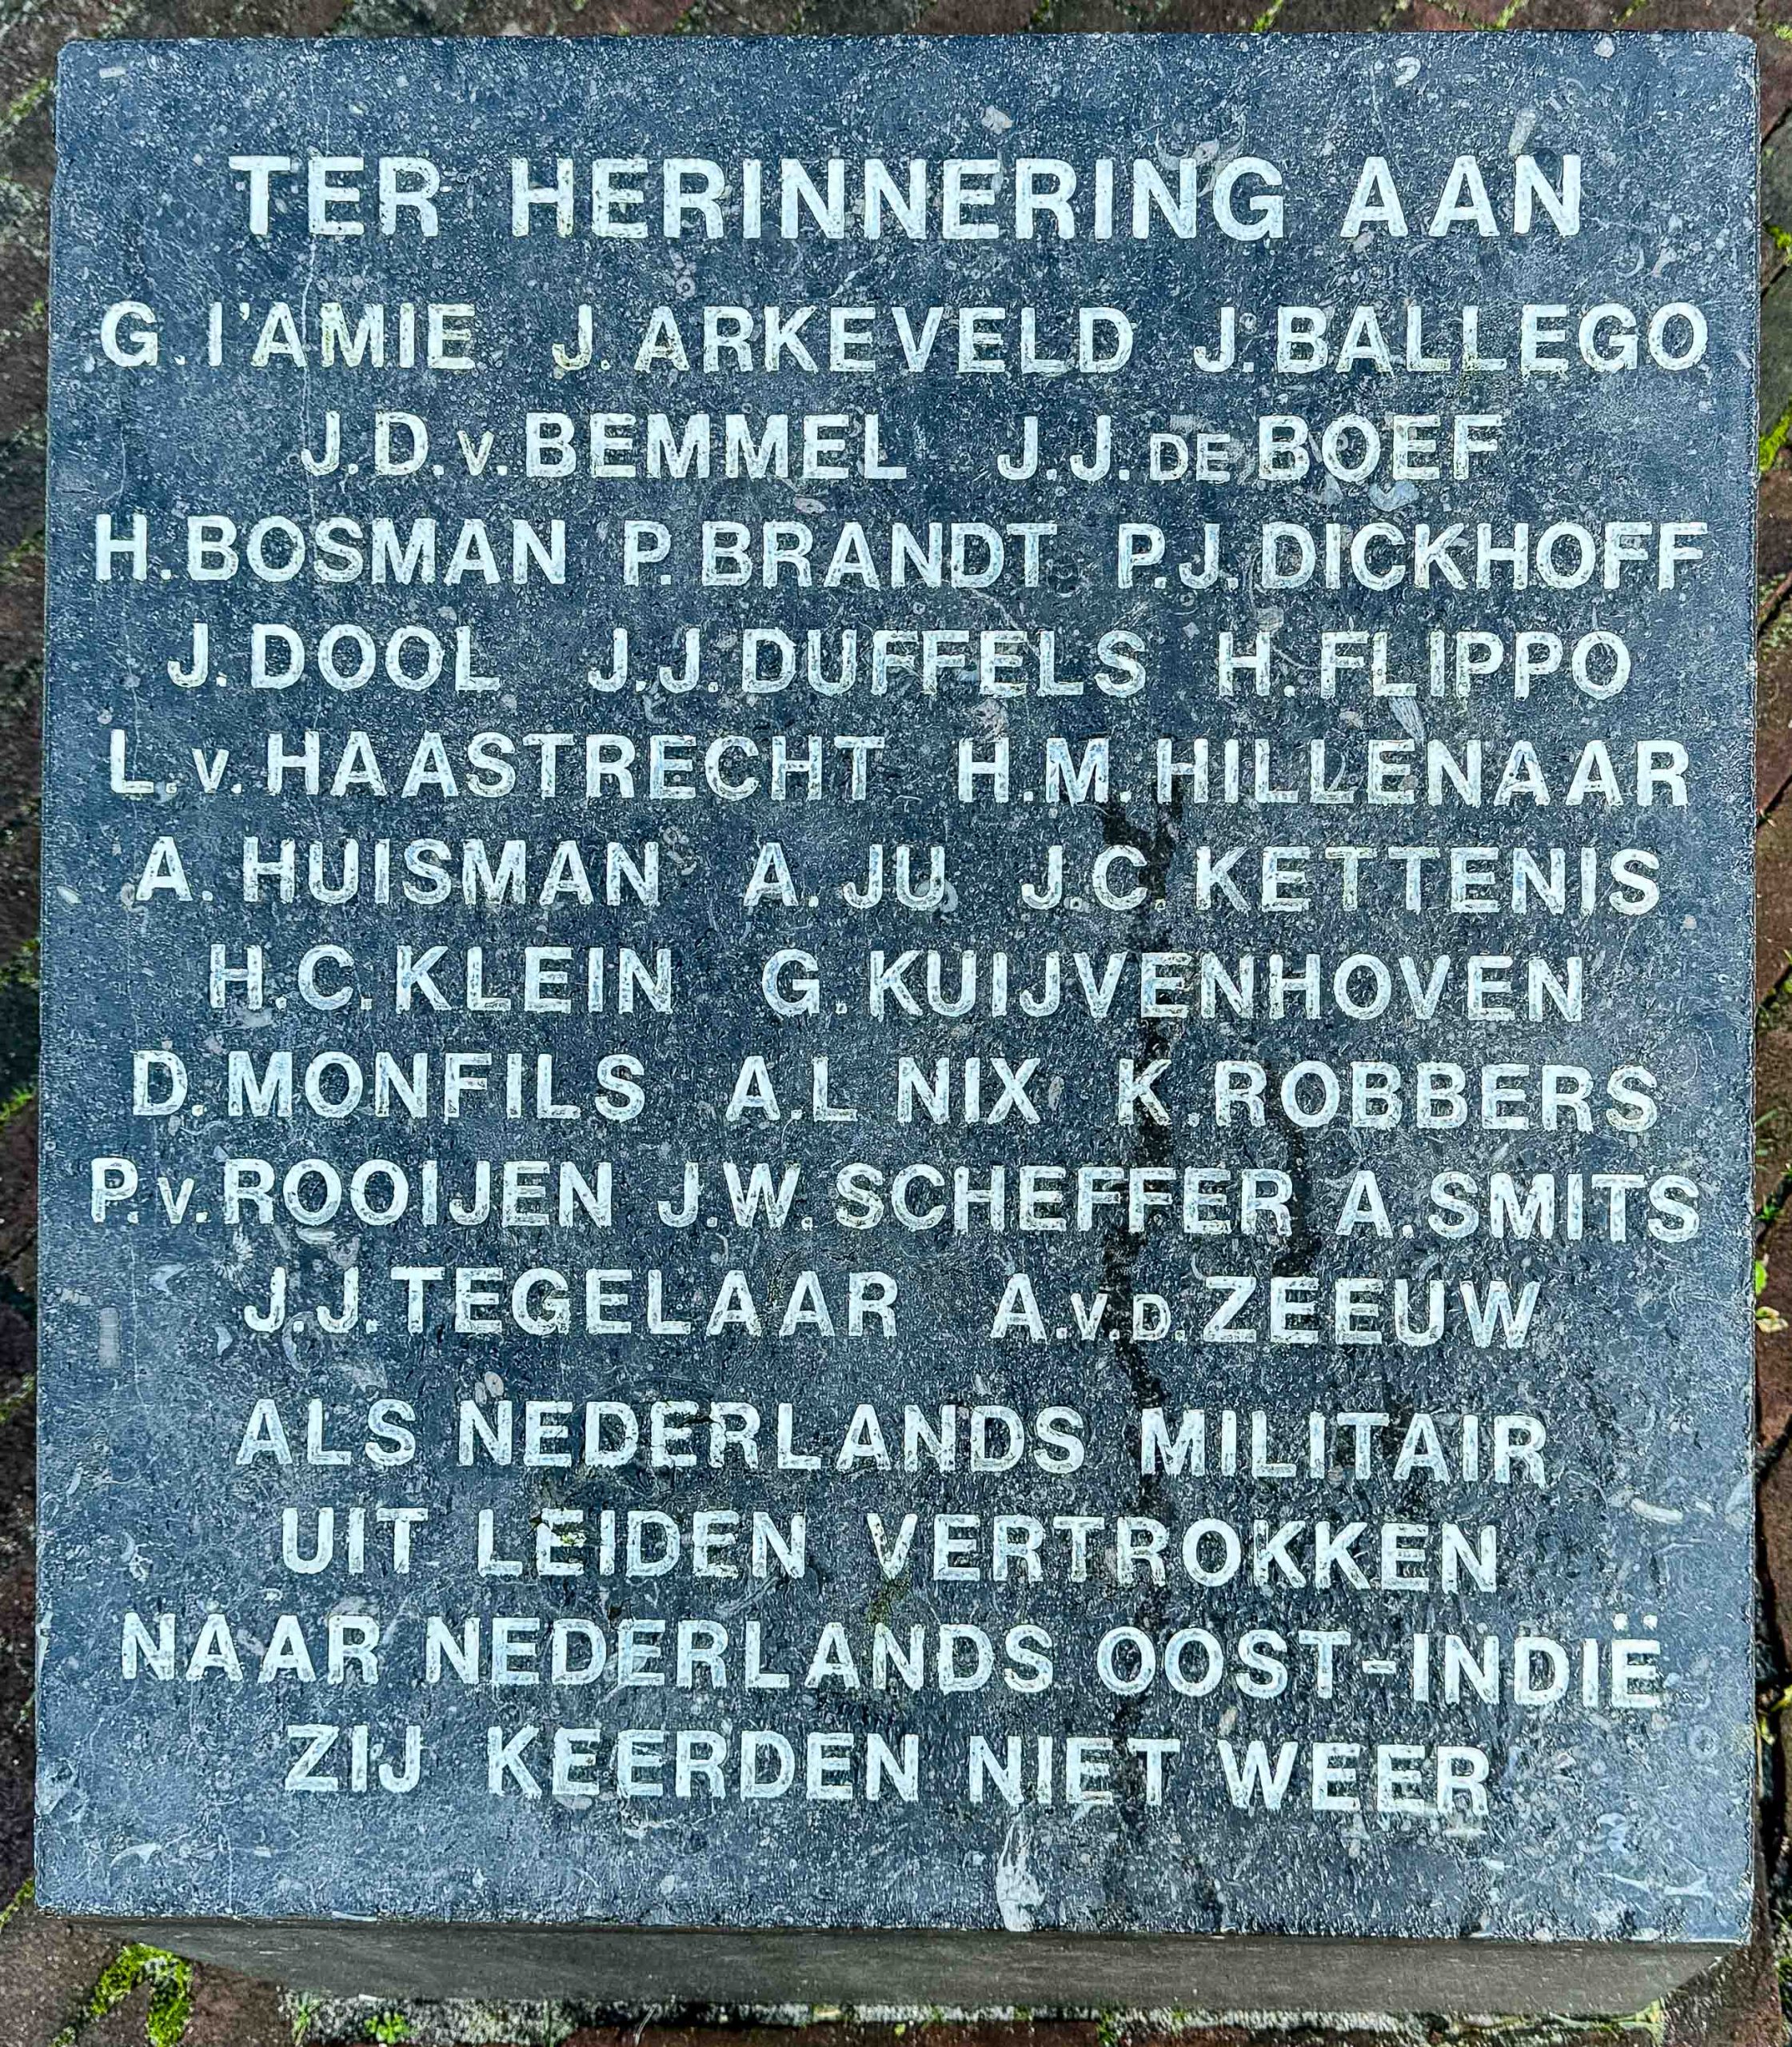 TER HERINNERING AAN
G. l'AMIE J. ARKEVELD J. BALLEGO
J.D.v. BEMMEL J.J. DE BOEF
H. BOSMAN P. BRANDT P.J. DICKHOFF
J. DOOL J.J. DUFFELS H. FLIPPO
L.v. HAASTRECHT H.M. HILLENAAR
A. HUISMAN A. JU J.C. KETTENIS
H.C. KLEIN G. KUIJVENHOVEN
D. MONFILS A.L NIX K. ROBBERS
P.v. ROOIJEN J.W. SCHEFFER A. SMITS
J.J. TEGELAAR A.v.D. ZEEUW
ALS NEDERLANDS MILITAIR
UIT LEIDEN VERTROKKEN
NAAR NEDERLANDS OOST-INDIË
ZIJ KEERDEN NIET WEER